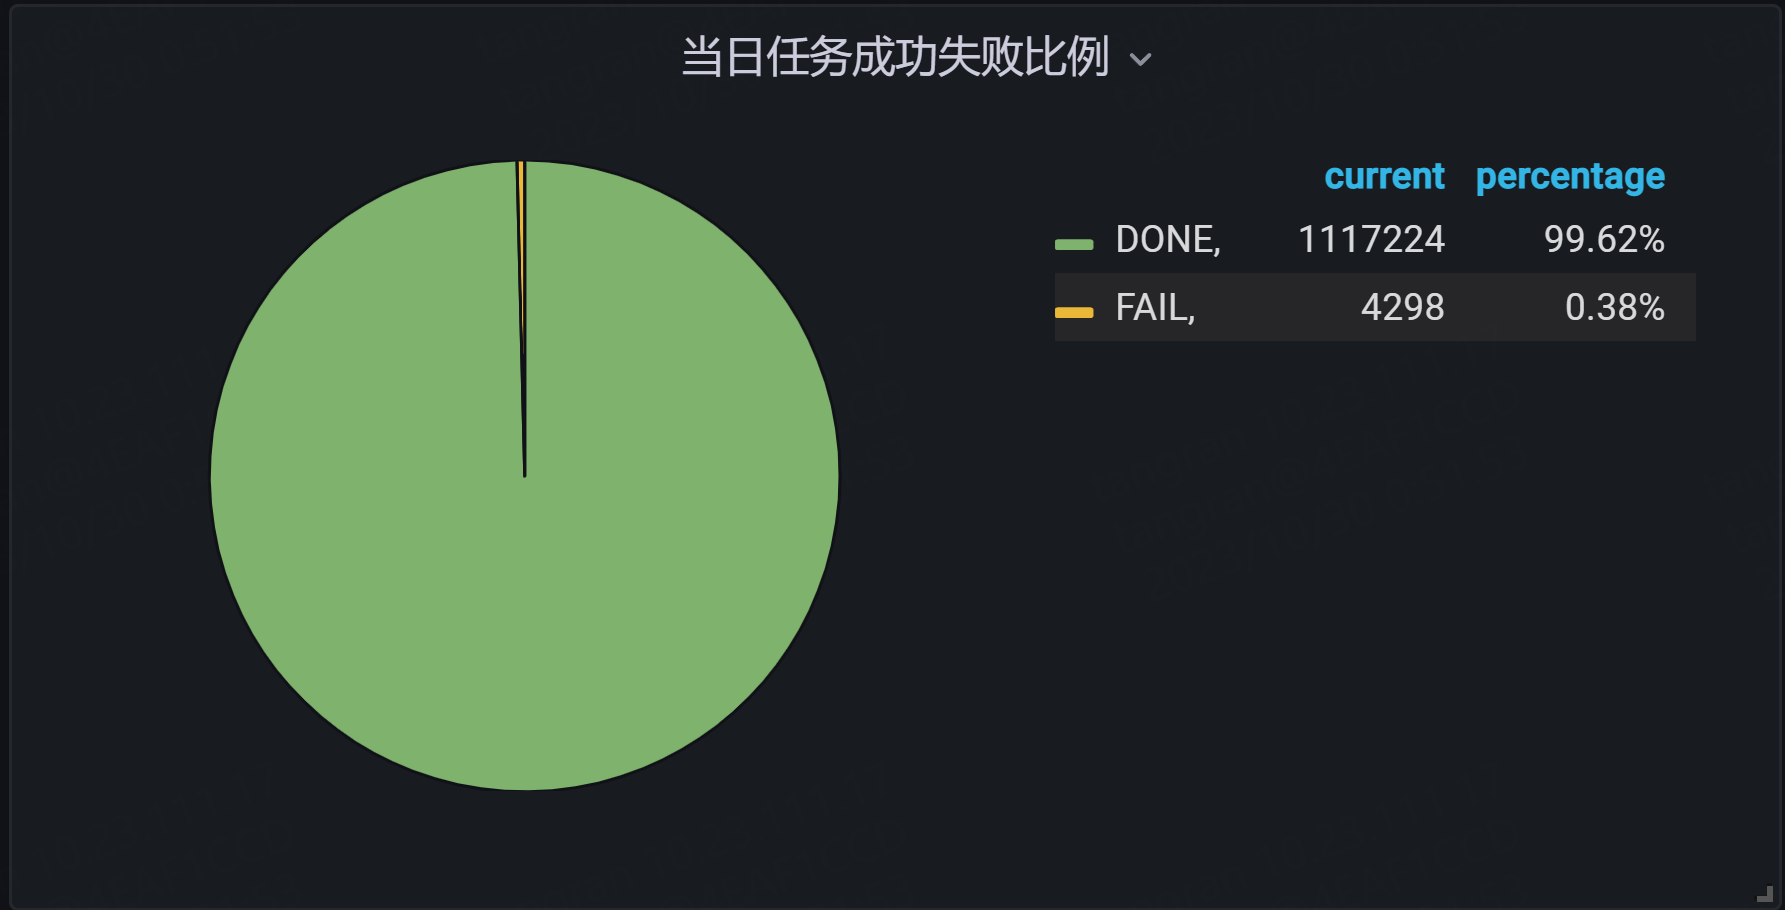 当日任务成功失败比例
current percentage
DONE, 1117224 99.62%
FAIL, 4298 0.38%